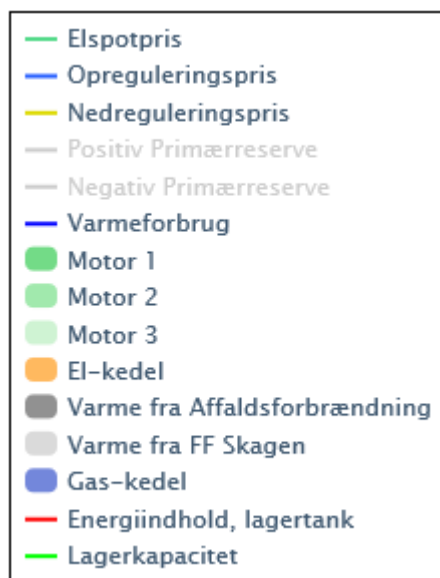 Elspotpris
Opreguleringspris
Nedreguleringspris
Positiv Primærreserve
Negativ Primærreserve
Varmeforbrug
Motor 1
Motor 2
Motor 3
El-kedel
Varme fra Affaldsforbrændning
Varme fra FF Skagen
Gas-kedel
Energiindhold, lagertank
Lagerkapacitet